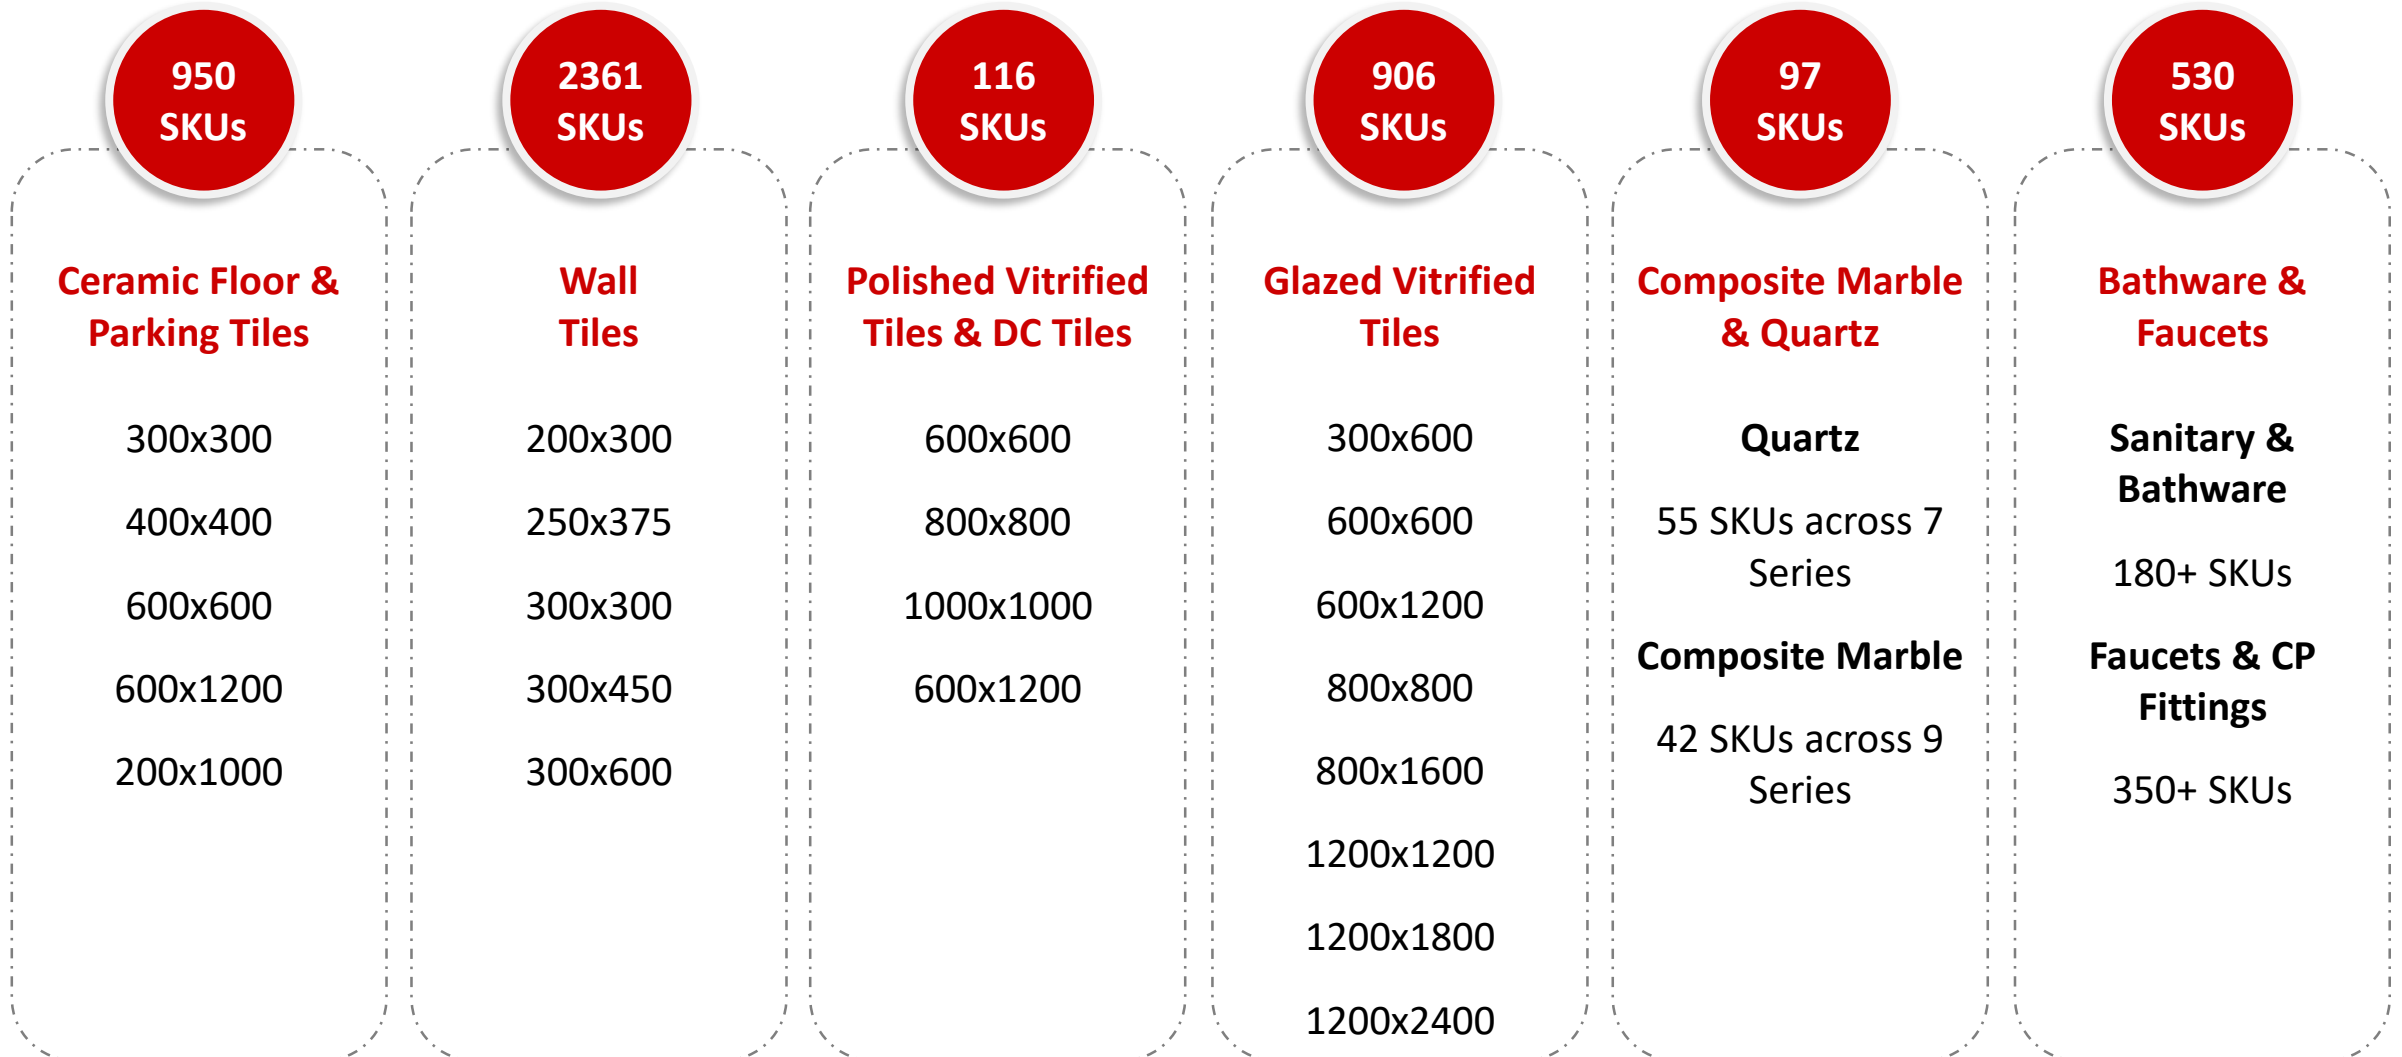 950
SKUs
Ceramic Floor &
Parking Tiles
300x300
400x400
600x600
600x1200
200x1000
2361
SKUs
Wall
Tiles
200x300
250x375
300x300
300x450
300x600
116
SKUs
Polished Vitrified
Tiles & DC Tiles
600x600
800x800
1000x1000
600x1200
906
SKUs
Glazed Vitrified
Tiles
300x600
600x600
600x1200
800x800
800x1600
1200x1200
1200x1800
1200x2400
97
SKUs
Composite Marble
& Quartz
Quartz
55 SKUs across 7
Series
Composite Marble
42 SKUs across 9
Series
530
SKUs
Bathware &
Faucets
Sanitary &
Bathware
180+ SKUs
Faucets & CP
Fittings
350+ SKUs